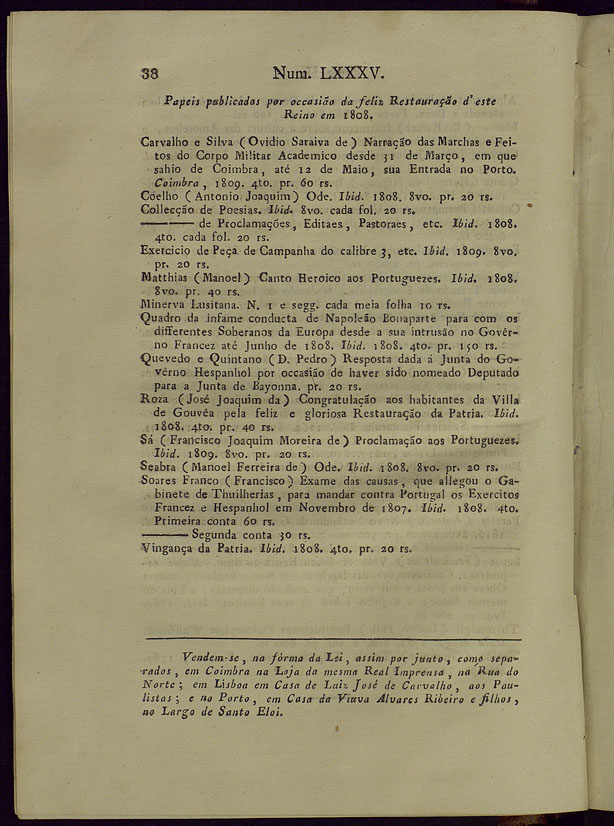 38 Num. LXXXV.
Papeis publicados por occasião da feliz Restauração d'este
Reino em 1808.
Carvalho e Silva (Ovidio Saraiva de) Narração das Marchas e Fei-
tos do Corpo Militar Academico desde 31 de Março, em que
sahio de Coimbra, até 12 de Maio, sua Entrada no Porto.
Coimbra, 1809. 4to. pr. 60 rs.
Coelho (Antonio Joaquim) Ode. Ibid. 1808. 8vo. pr. 20 rs.
Collecção de Poesias. Ibid. 8vo. cada fol. 20 rs.
——— de Proclamações, Editaes, Pastoraes, etc. Ibid. 1808.
4to. cada fol. 20 rs.
Exercicio de Peça de Campanha do calibre 3, etc. Ibid. 1809. 8vo.
pr. 20 rs.
Matthias (Manoel) Canto Heroico aos Portuguezes. Ibid. 1808.
8vo. pr. 40 rs.
Minerva Lusitana. N. 1 e segg. cada meia folha 10 rs.
Quadro da infame conducta de Napoleão Bonaparte para com os
differentes Soberanos da Europa desde a sua intrusão no Govêr-
no Francez até Junho de 1808. Ibid. 1808. 4to. pr. 150 rs.
Quevedo e Quintano (D. Pedro) Resposta dada á Junta do Go-
vêrno Hespanhol por occasião de haver sido nomeado Deputado
para a Junta de Bayonna. pr. 20 rs.
Roza (José Joaquim da) Congratulação aos habitantes da Villa
de Gouvêa pela feliz e gloriosa Restauração da Patria. Ibid.
1808. 4to. pr. 40 rs.
Sá (Francisco Joaquim Moreira de) Proclamação aos Portuguezes.
Ibid. 1809. 8vo. pr. 20 rs.
Seabra (Manoel Ferreira de) Ode. Ibid. 1808. 8vo. pr. 20 rs.
Soares Franco (Francisco) Exame das causas, que allegou o Ga-
binete de Thuilherias, para mandar contra Portugal os Exercitos
Francez e Hespanhol em Novembro de 1807. Ibid. 1808. 4to.
Primeira conta 60 rs.
——— Segunda conta 30 rs.
Vingança da Patria. Ibid. 1808. 4to. pr. 20 rs.
Vendem-se, na fórma da Lei, assim por junto, como sepa-
rados, em Coimbra na Loja da mesma Real Imprensa, na Rua do
Norte; em Lisboa em Casa de Luiz José de Carvalho, aos Pau-
listas; e no Porto, em Casa da Viuva Alvares Ribeiro e filhos,
no Largo de Santo Eloi.